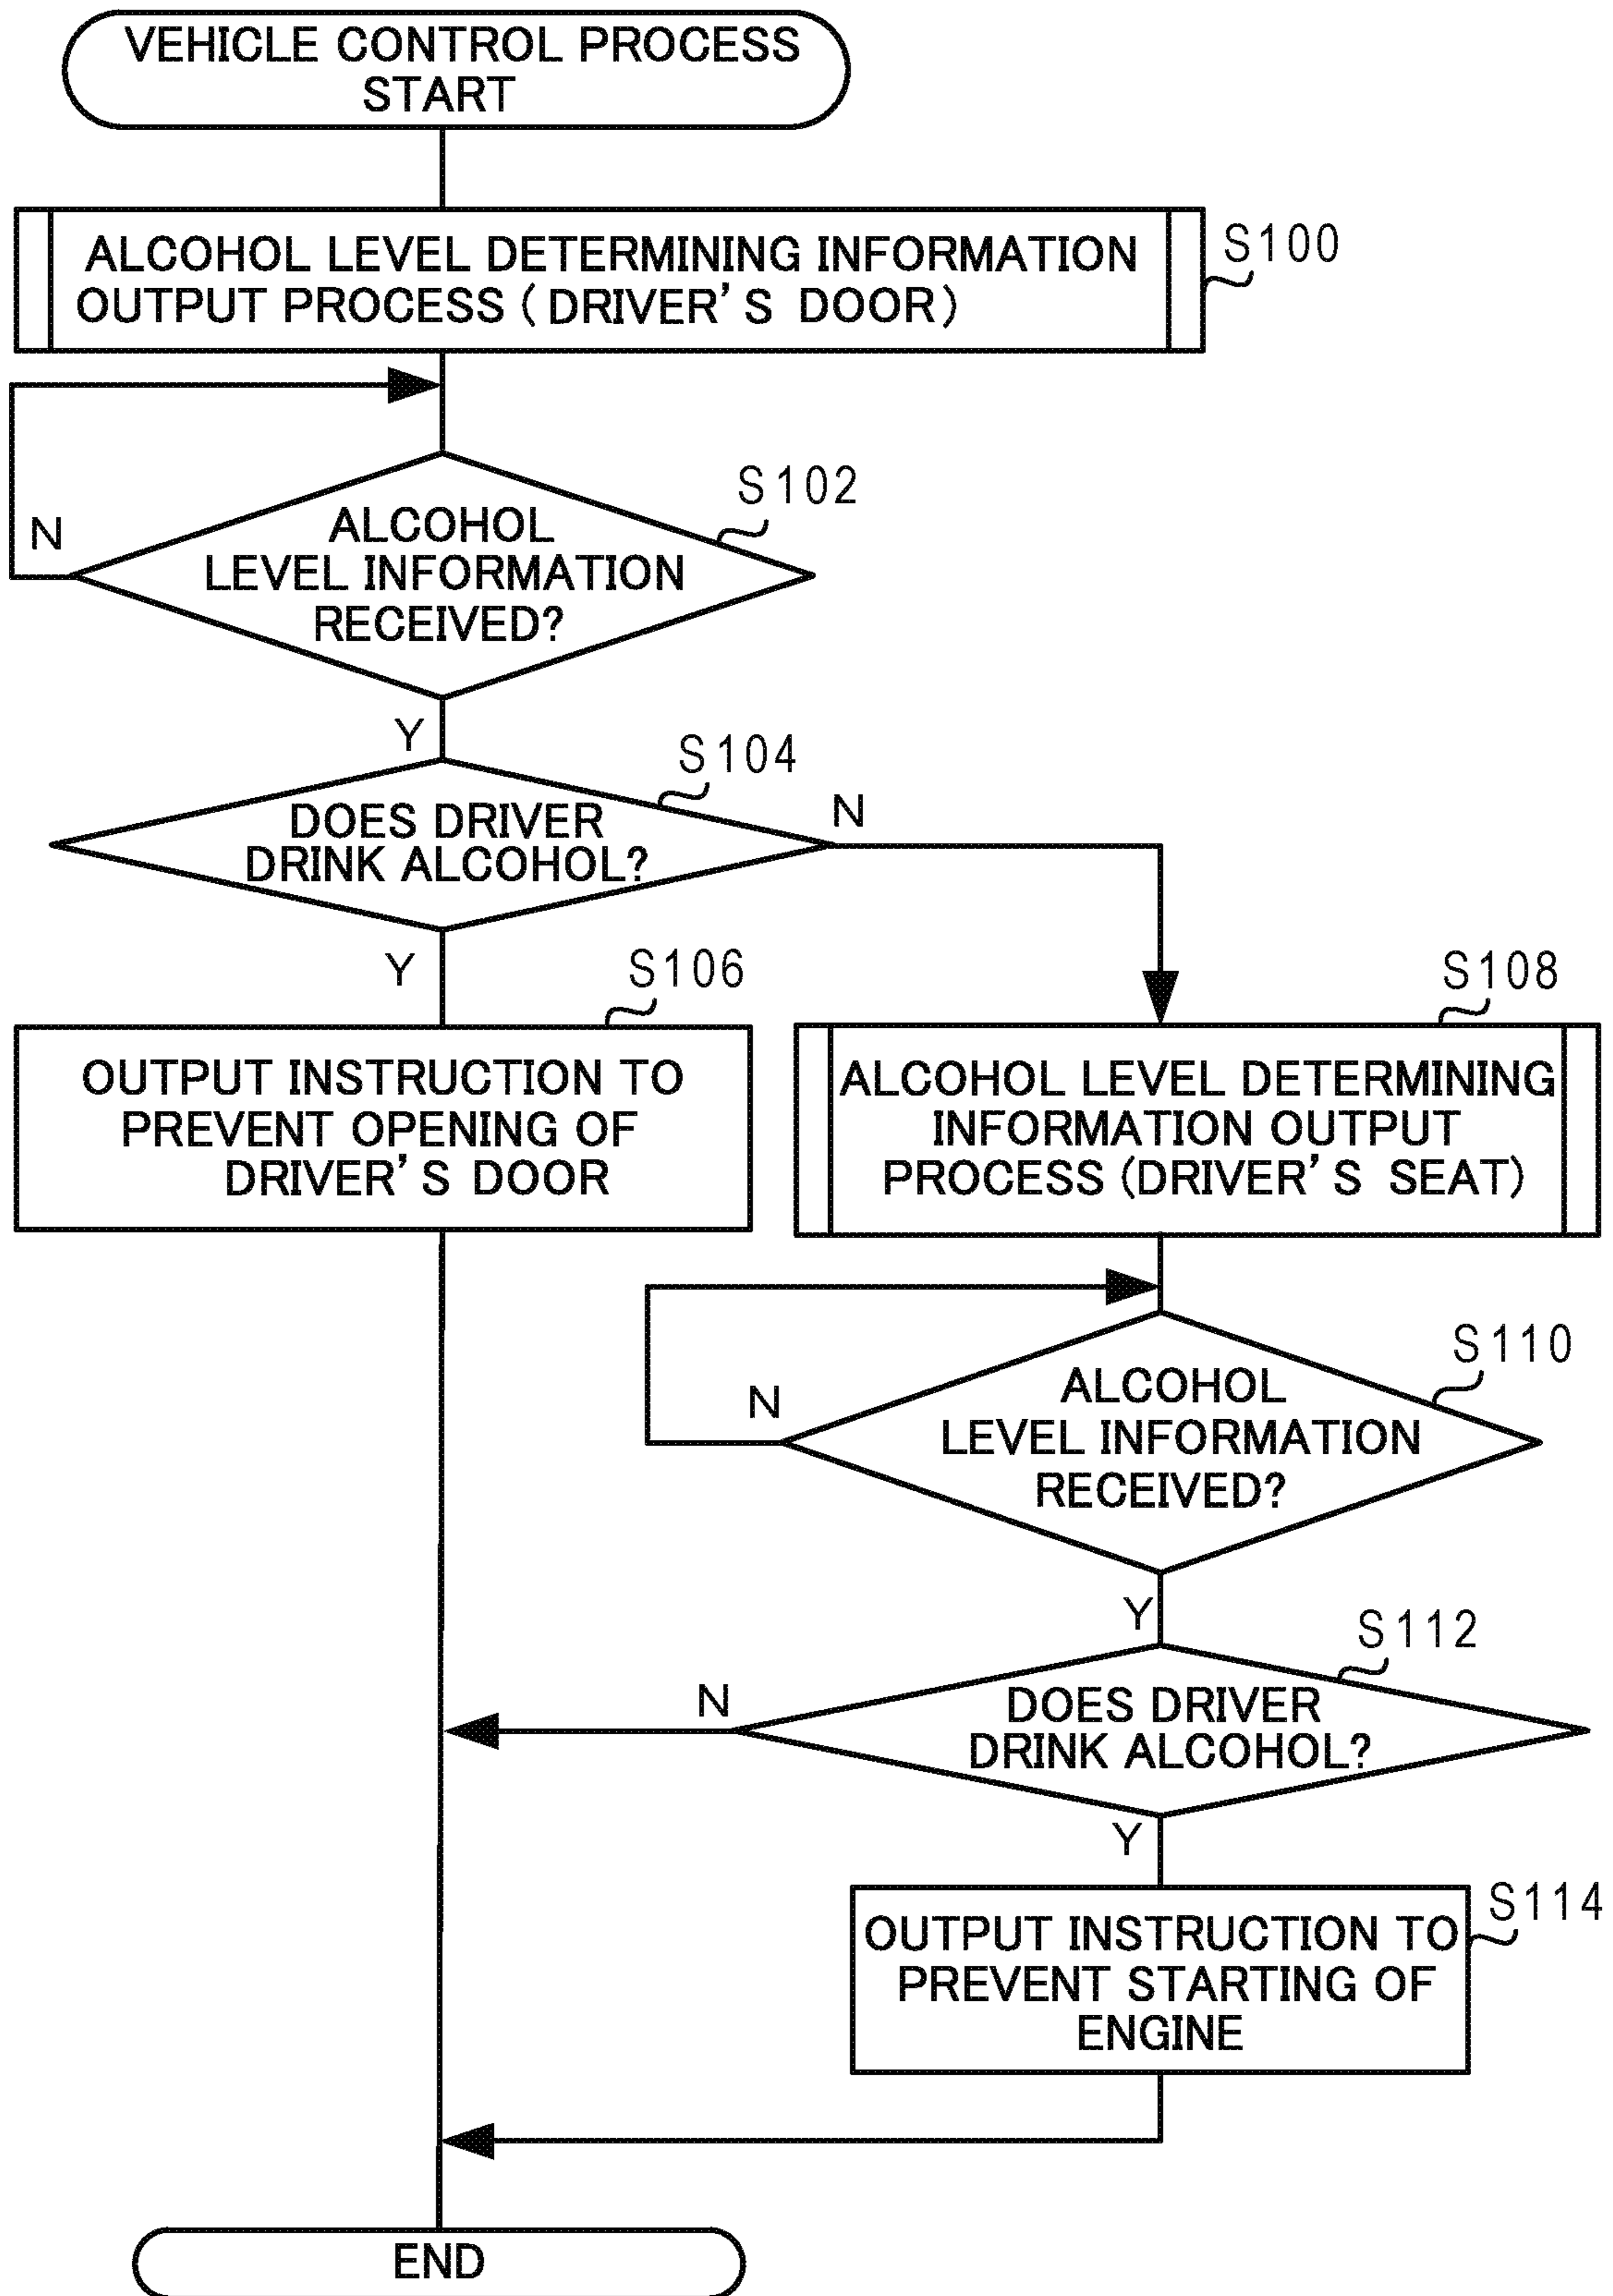 VEHICLE CONTROL PROCESS
START
ALCOHOL LEVEL DETERMINING INFORMATION
OUTPUT PROCESS (DRIVER'S DOOR)
S100
S102
ALCOHOL
LEVEL INFORMATION
RECEIVED?
N
Y
S104
DOES DRIVER
DRINK ALCOHOL?
N
Y
S106
OUTPUT INSTRUCTION TO
PREVENT OPENING OF
DRIVER'S DOOR
S108
ALCOHOL LEVEL DETERMINING
INFORMATION OUTPUT
PROCESS (DRIVER'S SEAT)
S110
ALCOHOL
LEVEL INFORMATION
RECEIVED?
N
Y
S112
DOES DRIVER
DRINK ALCOHOL?
N
Y
S114
OUTPUT INSTRUCTION TO
PREVENT STARTING OF
ENGINE
END